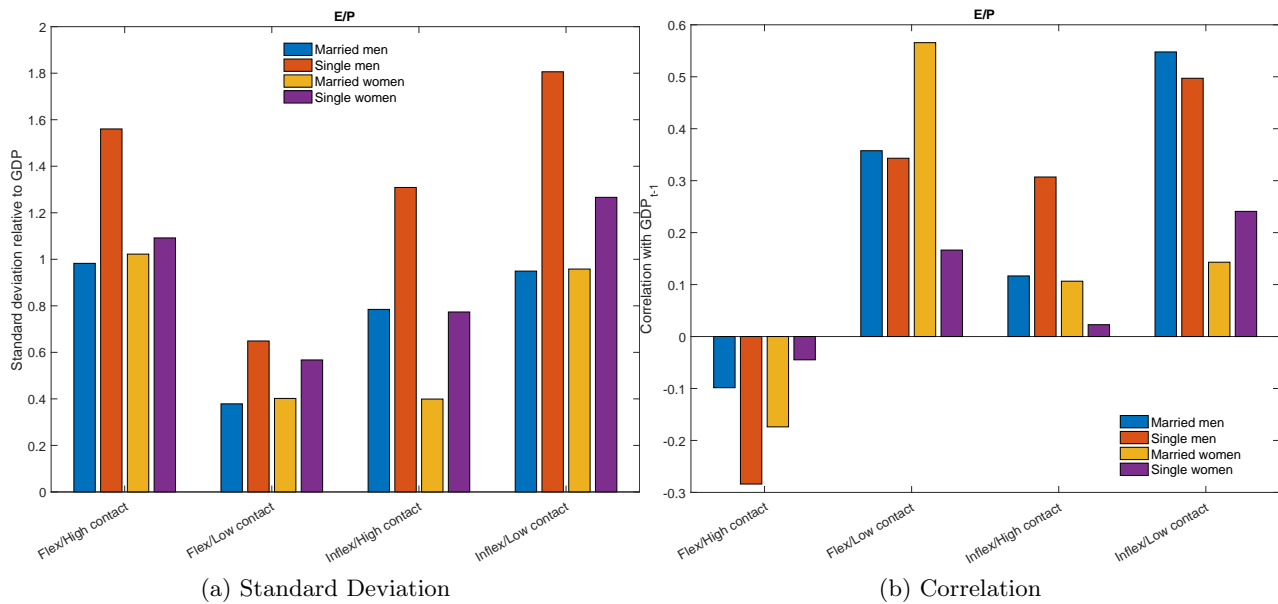 E/P
Standard deviation relative to GDP
2
1.8
1.6
1.4
1.2
1
0.8
0.6
0.4
0.2
0
Married men
Single men
Married women
Single women
Flex/High contact
Flex/Low contact
Inflex/High contact
Inflex/Low contact
(a) Standard Deviation
E/P
Correlation with GDP t-1
0.6
0.5
0.4
0.3
0.2
0.1
0
-0.1
-0.2
-0.3
Married men
Single men
Married women
Single women
Flex/High contact
Flex/Low contact
Inflex/High contact
Inflex/Low contact
(b) Correlation